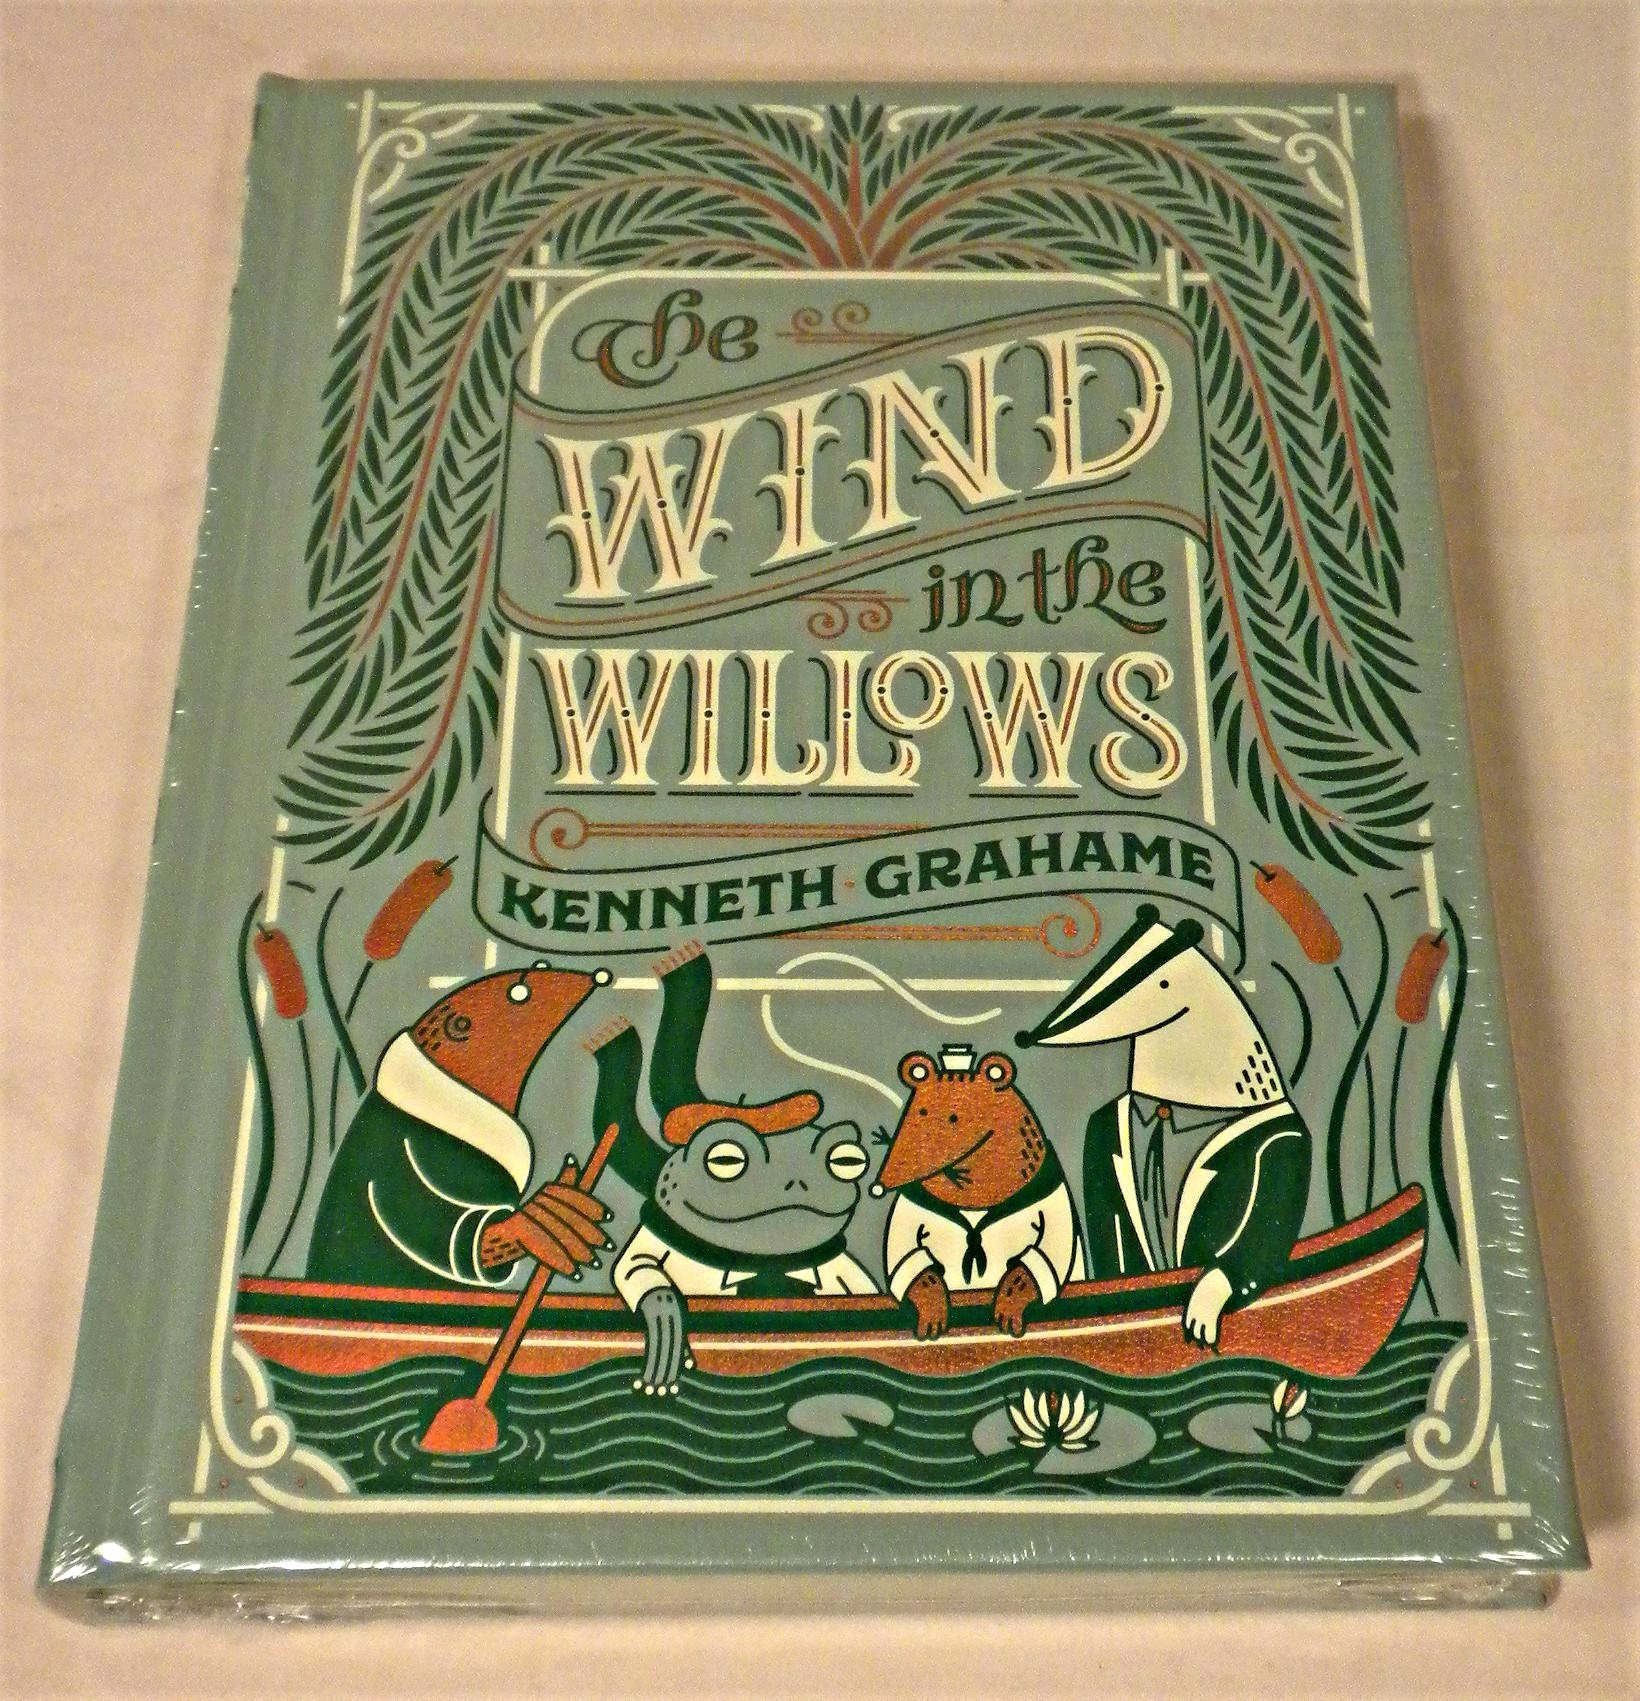 The
WIND
in the
WILLOWS
KENNETH · GRAHAME